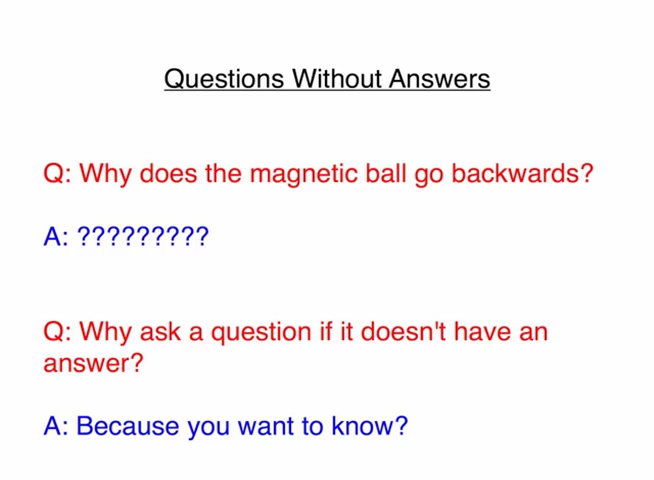 Questions Without Answers
Q: Why does the magnetic ball go backwards?
A: ?????????
Q: Why ask a question if it doesn't have an
answer?
A: Because you want to know?